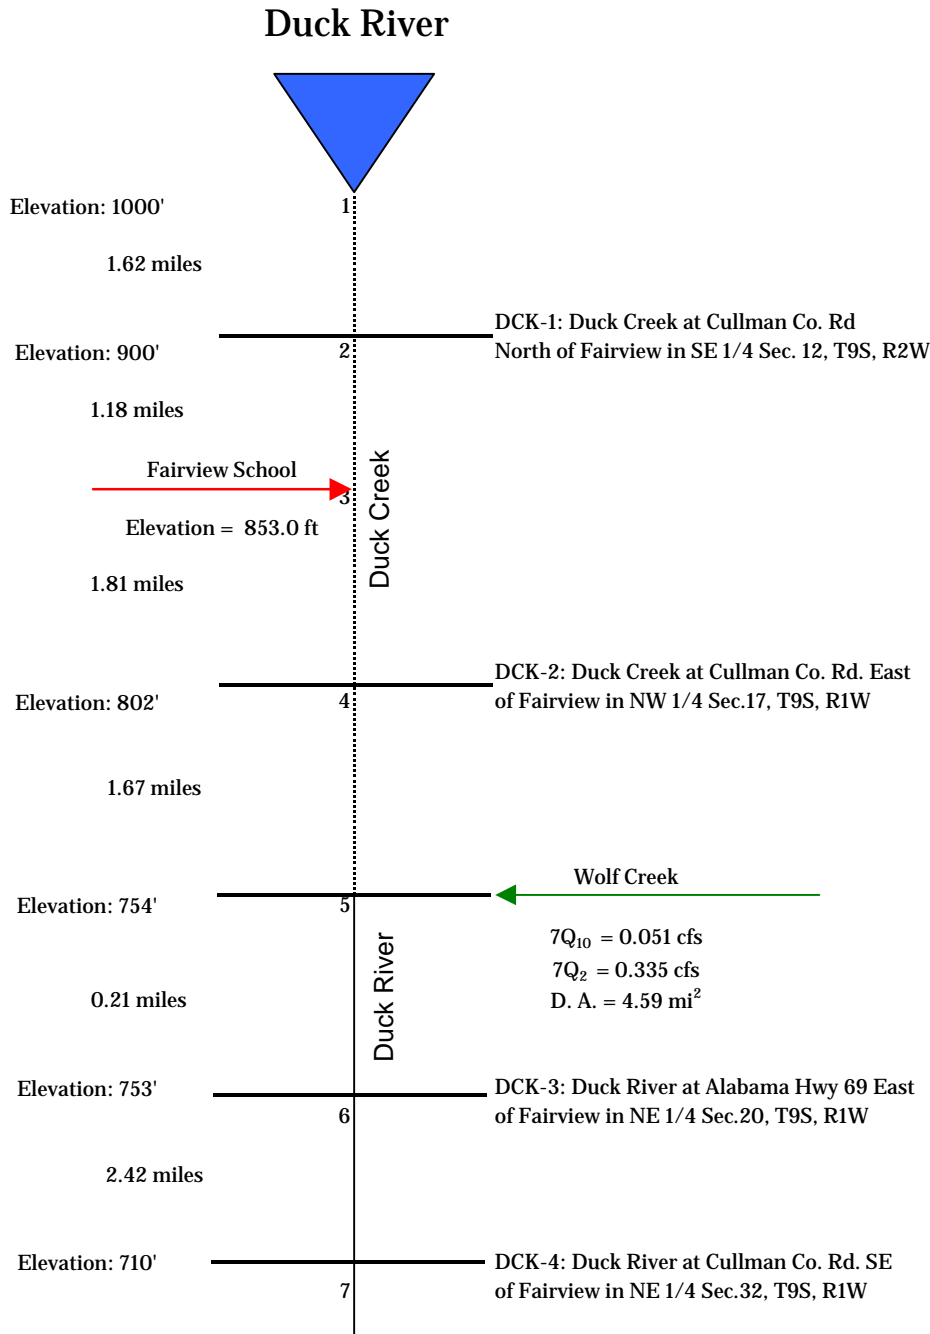 Duck River
Elevation: 1000'
1
1.62 miles
DCK-1: Duck Creek at Cullman Co. Rd
North of Fairview in SE 1/4 Sec. 12, T9S, R2W
Elevation: 900'
2
1.18 miles
Fairview School
3
Elevation = 853.0 ft
Duck Creek
1.81 miles
DCK-2: Duck Creek at Cullman Co. Rd. East
of Fairview in NW 1/4 Sec.17, T9S, R1W
Elevation: 802'
4
1.67 miles
Wolf Creek
Elevation: 754'
5
7Q10 = 0.051 cfs
7Q2 = 0.335 cfs
D. A. = 4.59 mi²
Duck River
0.21 miles
Elevation: 753'
DCK-3: Duck River at Alabama Hwy 69 East
of Fairview in NE 1/4 Sec.20, T9S, R1W
6
2.42 miles
Elevation: 710'
DCK-4: Duck River at Cullman Co. Rd. SE
of Fairview in NE 1/4 Sec.32, T9S, R1W
7